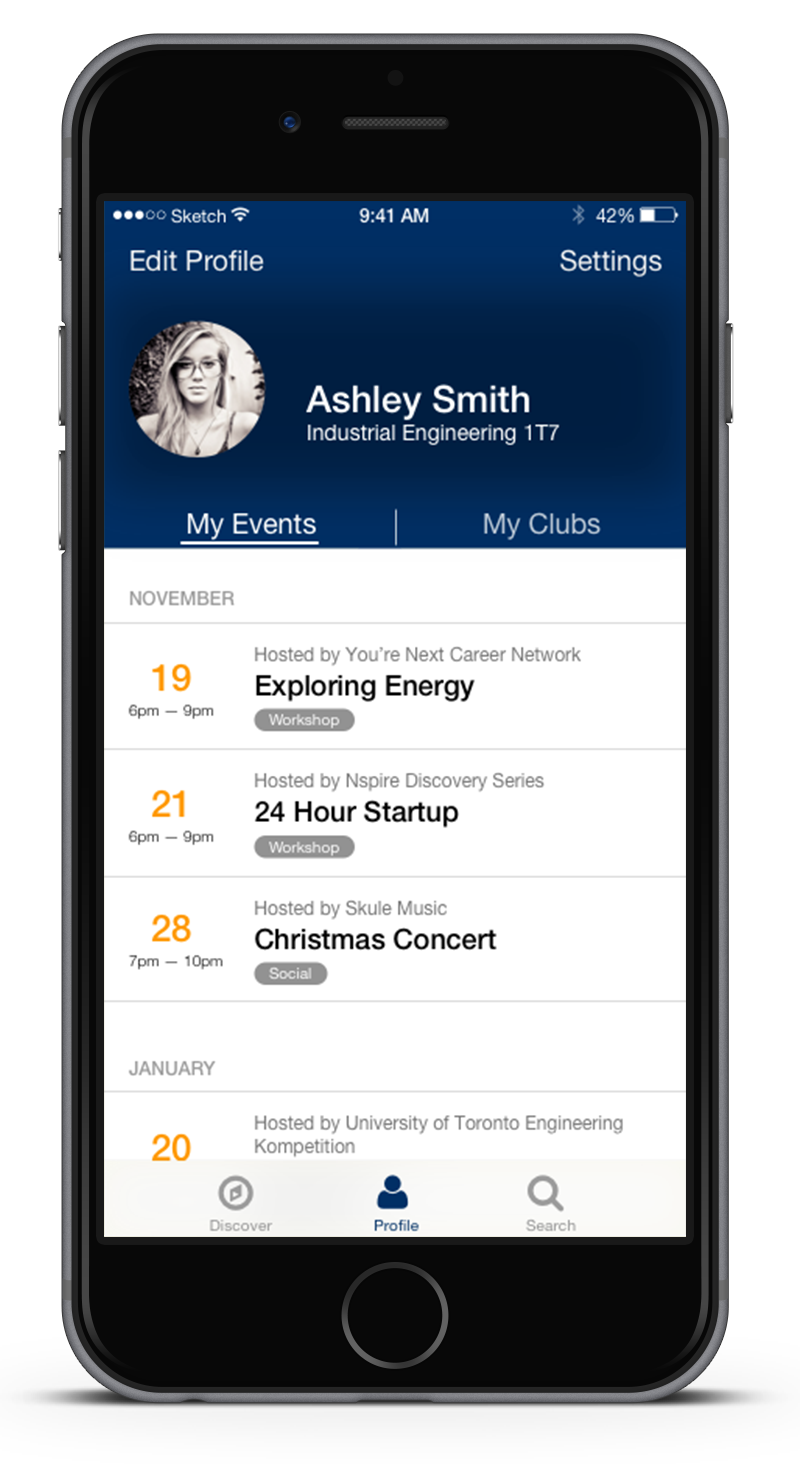 Sketch 9:41 AM 42%
Edit Profile Settings
Ashley Smith
Industrial Engineering 1T7
My Events | My Clubs
NOVEMBER
Hosted by You're Next Career Network
19
Exploring Energy
6pm — 9pm
Workshop
Hosted by Nspire Discovery Series
21
24 Hour Startup
6pm — 9pm
Workshop
Hosted by Skule Music
28
Christmas Concert
7pm — 10pm
Social
JANUARY
Hosted by University of Toronto Engineering
Kompetition
20
Discover Profile Search